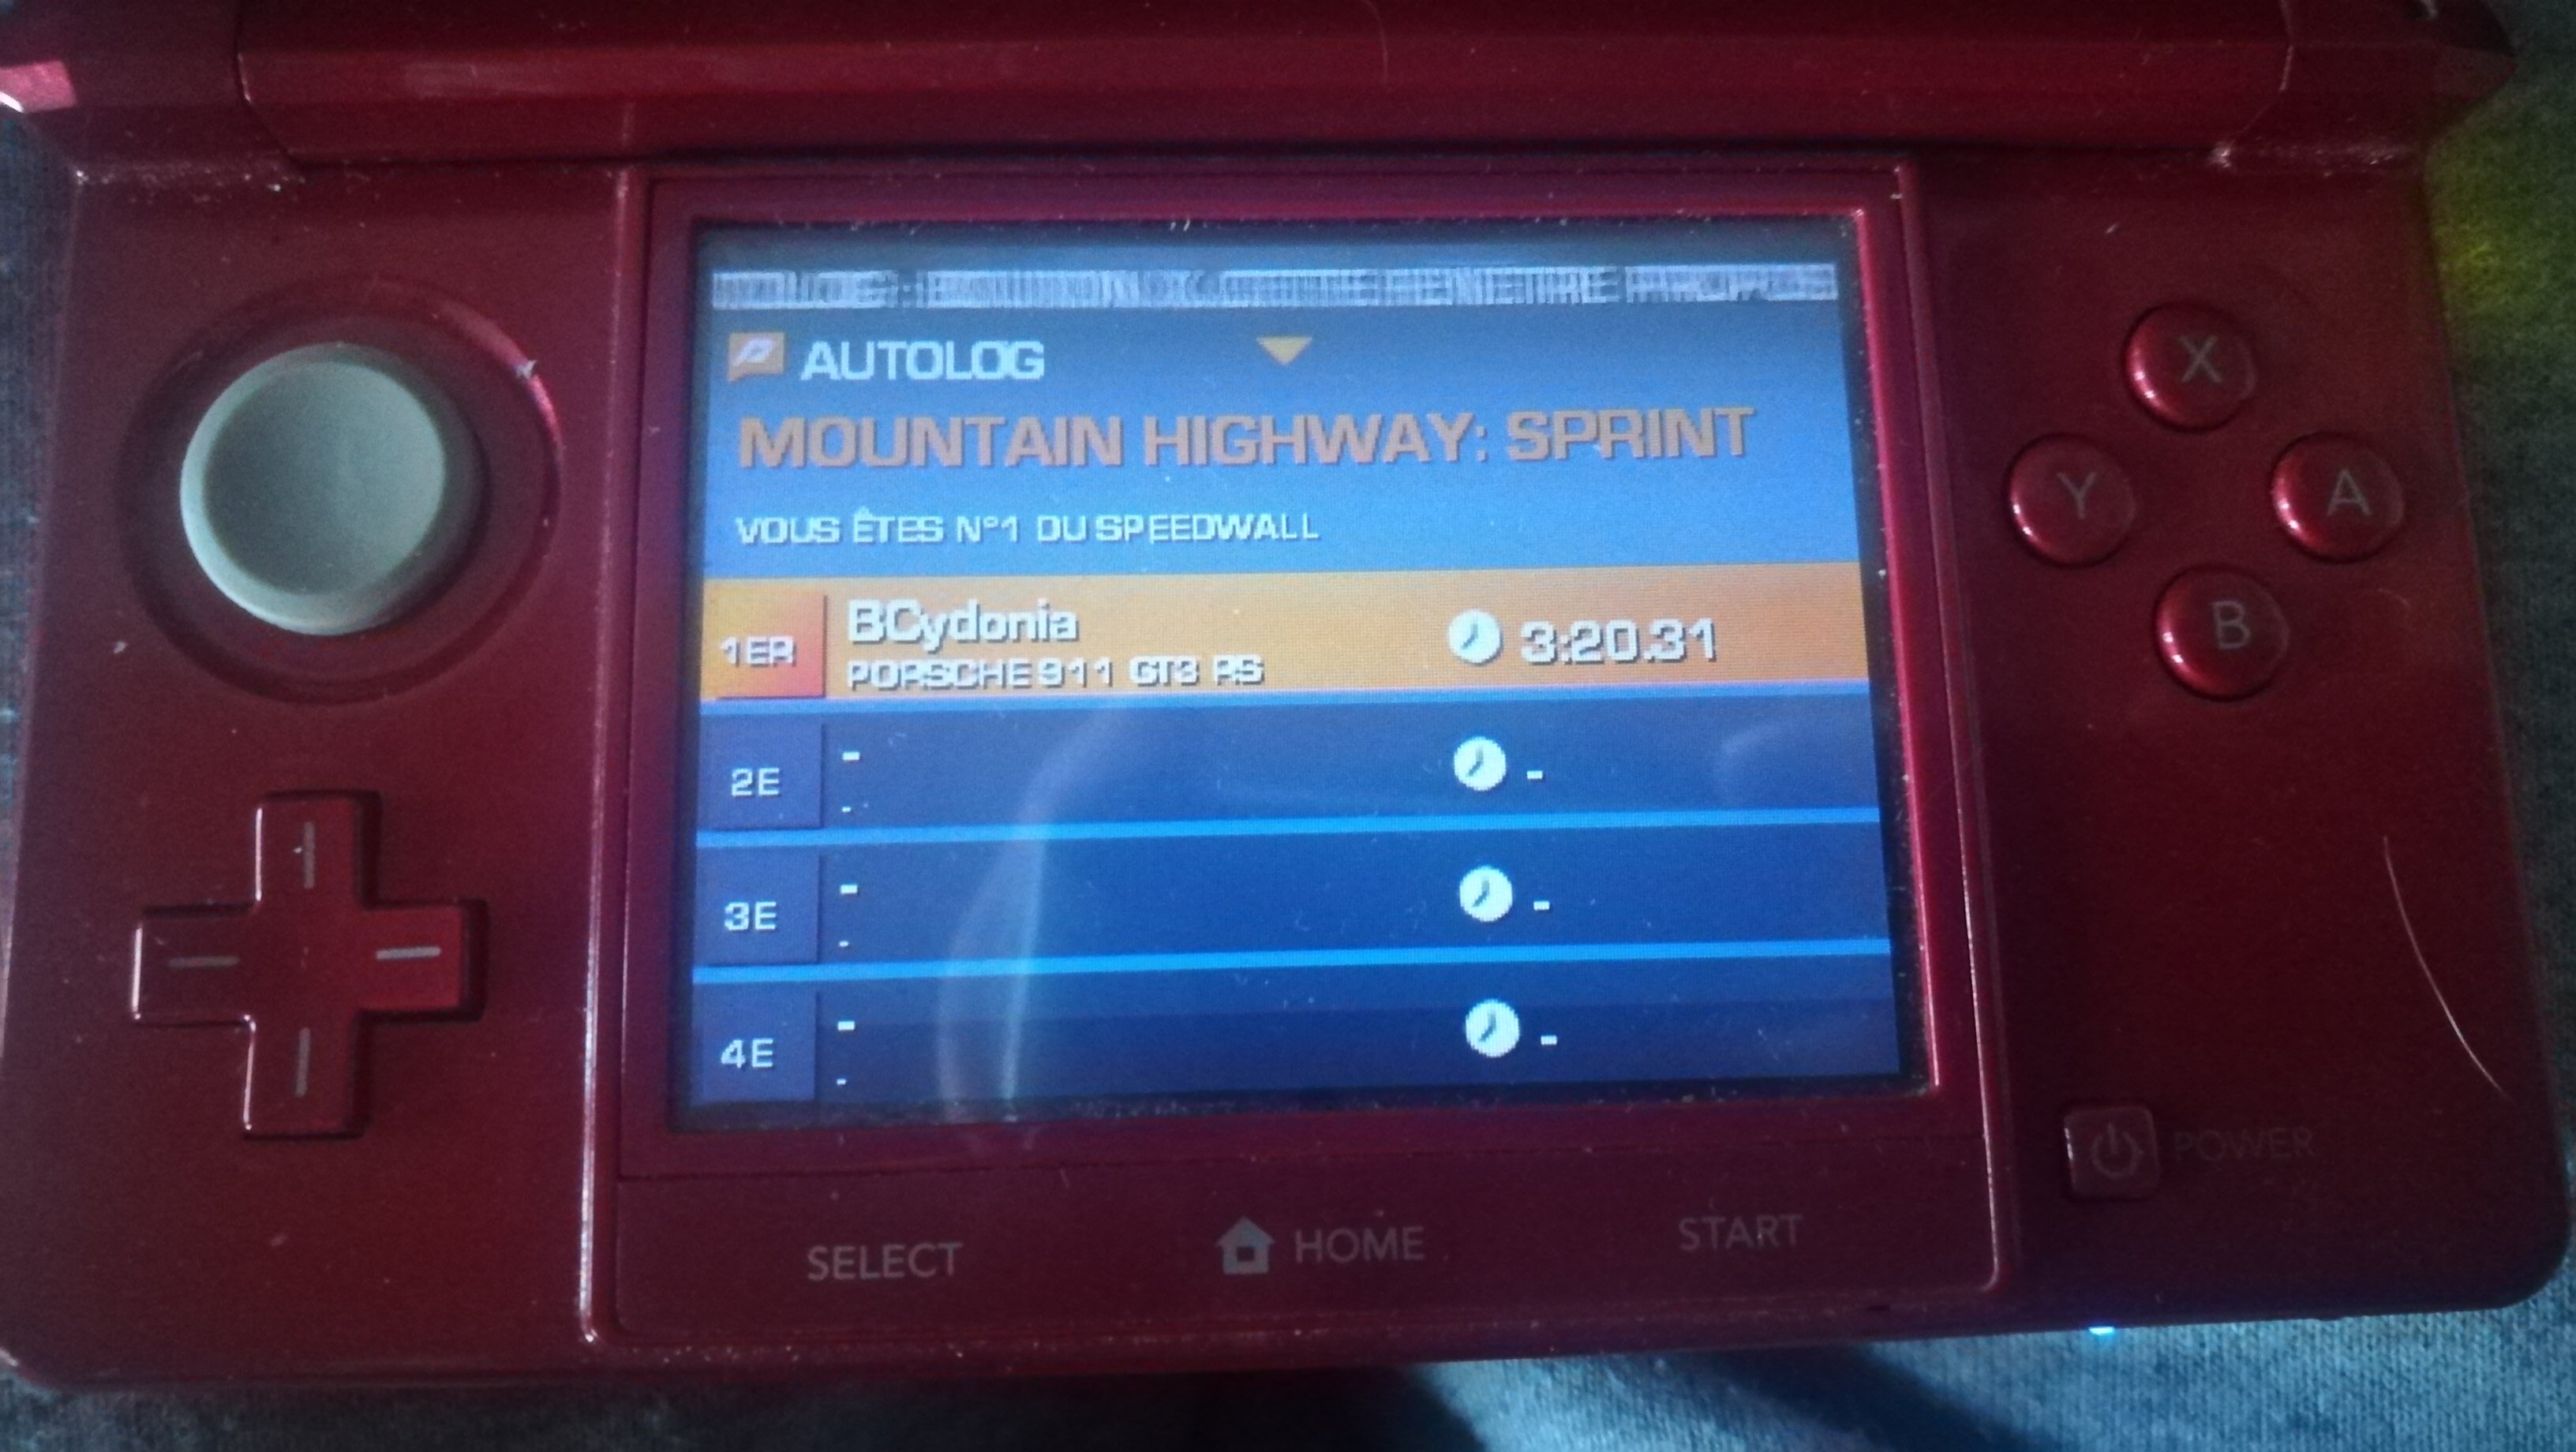 AUTOLOG
MOUNTAIN HIGHWAY: SPRINT
VOUS ÊTES N°1 DU SPEEDWALL
1ER
BCydonia
PORSCHE 911 GT3 RS
3:20.31
2E
-
-
-
3E
-
-
-
4E
-
-
-
X
Y
A
B
POWER
SELECT
HOME
START